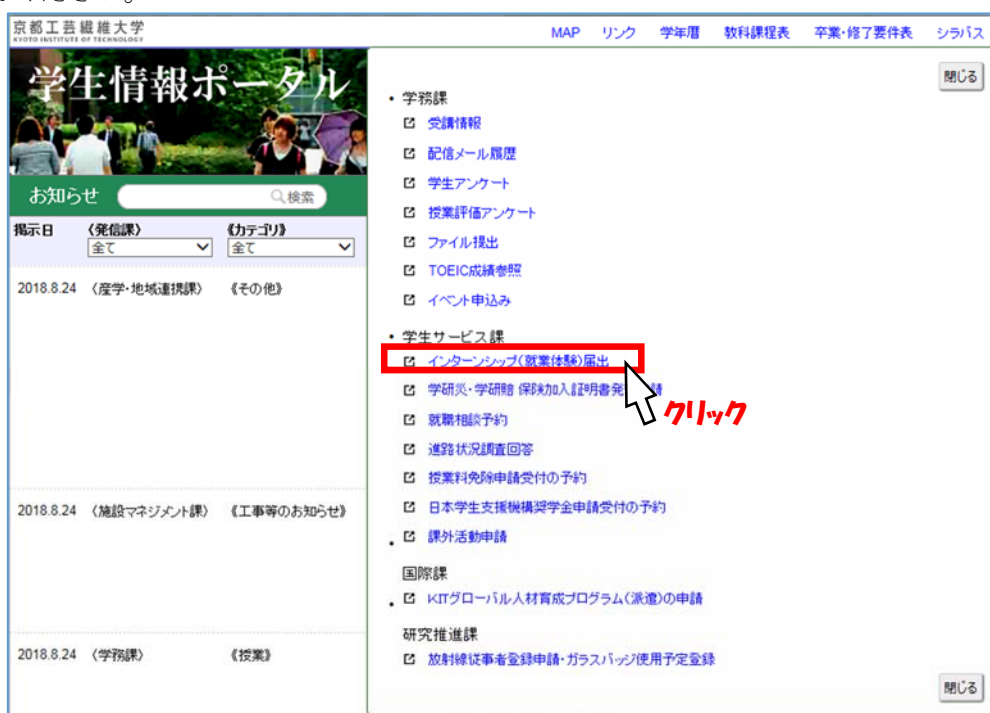 京都工芸繊維大学
KYOTO INSTITUTE OF TECHNOLOGY
MAP リンク 学年暦 教科課程表 卒業・修了要件表 シラバス
学生情報ポータル
閉じる
お知らせ
検索
掲示日 〈発信課〉 《カテゴリ》
全て 全て
2018.8.24 〈産学・地域連携課〉 《その他》
2018.8.24 〈施設マネジメント課〉 《工事等のお知らせ》
2018.8.24 〈学務課〉 《授業》
・学務課
受講情報
配信メール履歴
学生アンケート
授業評価アンケート
ファイル提出
TOEIC成績参照
イベント申込み
・学生サービス課
インターンシップ(就業体験)届出
学研災・学研賠 保険加入証明書発 請
クリック
就職相談予約
進路状況調査回答
授業料免除申請受付の予約
日本学生支援機構奨学金申請受付の予約
課外活動申請
国際課
KITグローバル人材育成プログラム(派遣)の申請
研究推進課
放射線従事者登録申請・ガラスバッジ使用予定登録
閉じる